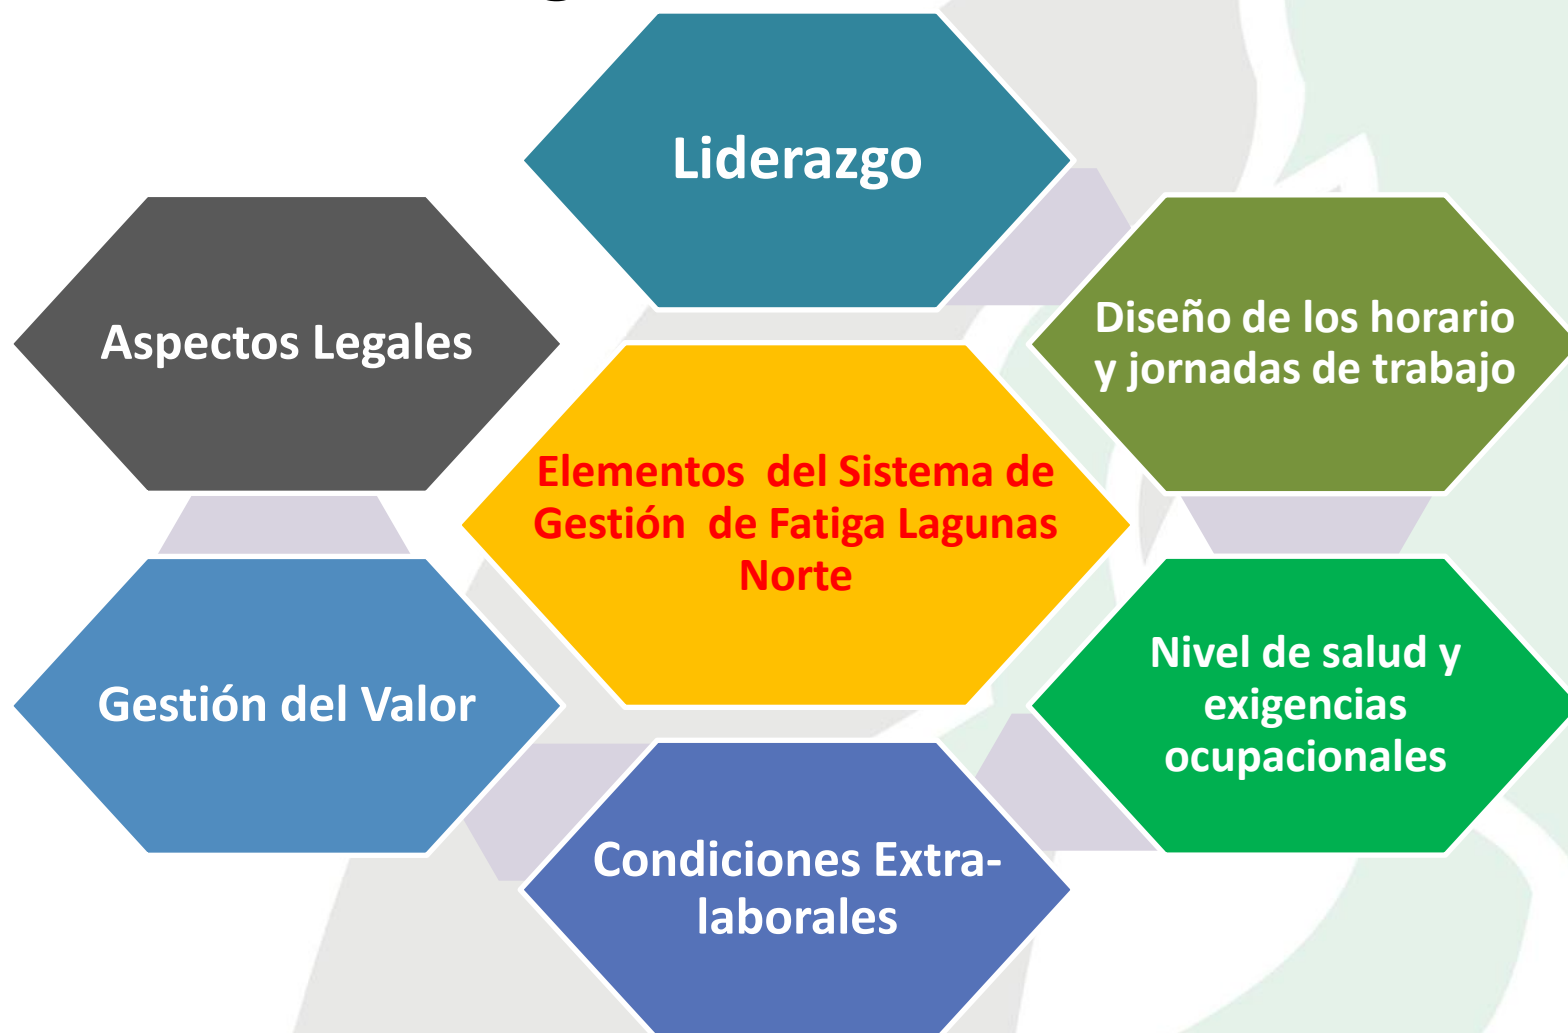 Liderazgo
Aspectos Legales
Diseño de los horario
y jornadas de trabajo
Elementos  del Sistema de
Gestión  de Fatiga Lagunas
Norte
Gestión del Valor
Nivel de salud y
exigencias
ocupacionales
Condiciones Extra-
laborales